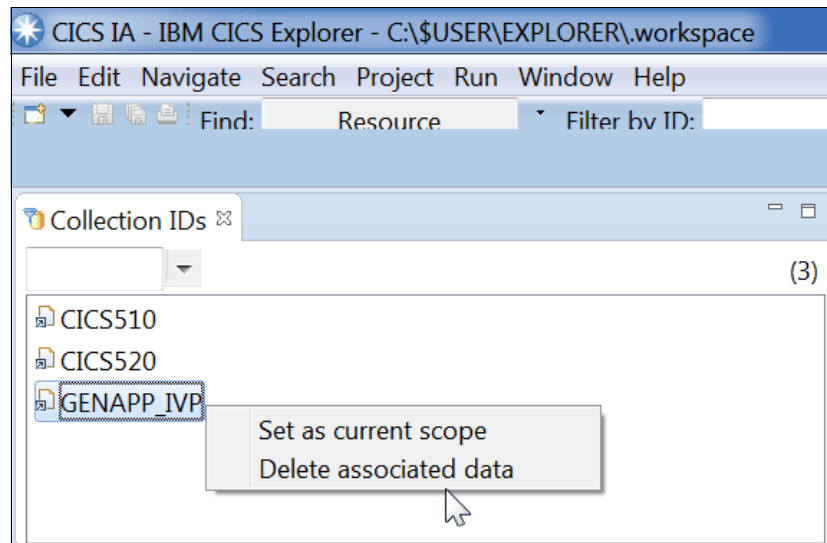 CICS IA - IBM CICS Explorer - C:\$USER\EXPLORER\.workspace
File Edit Navigate Search Project Run Window Help
Find: Resource Filter by ID:
Collection IDs
(3)
CICS510
CICS520
GENAPP_IVP
Set as current scope
Delete associated data